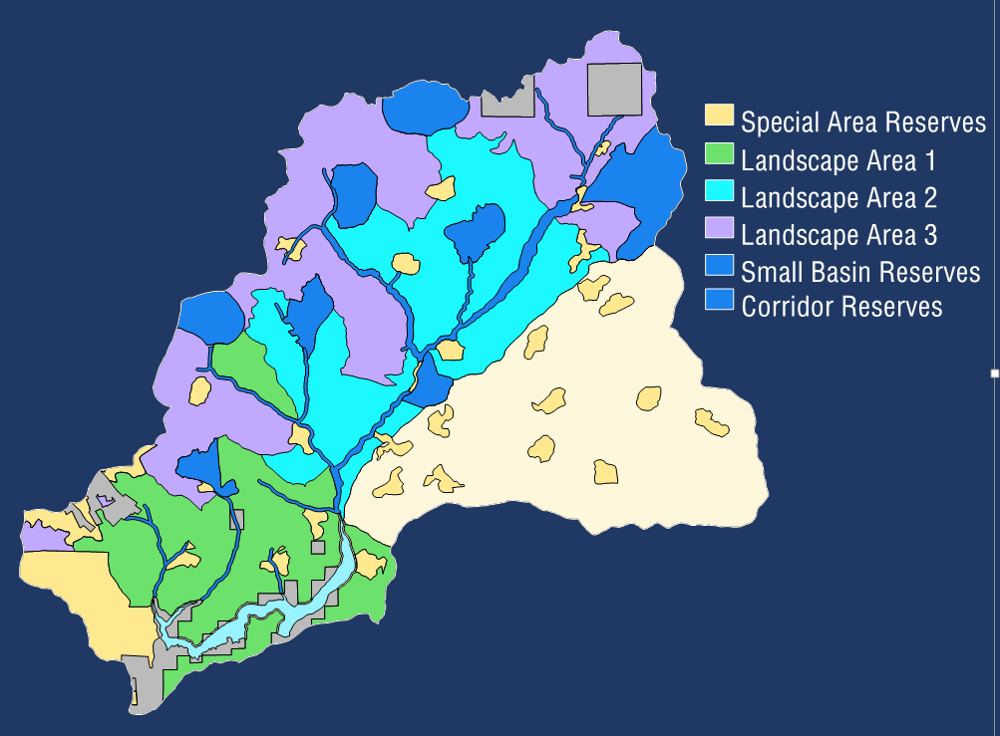 Special Area Reserves
Landscape Area 1
Landscape Area 2
Landscape Area 3
Small Basin Reserves
Corridor Reserves